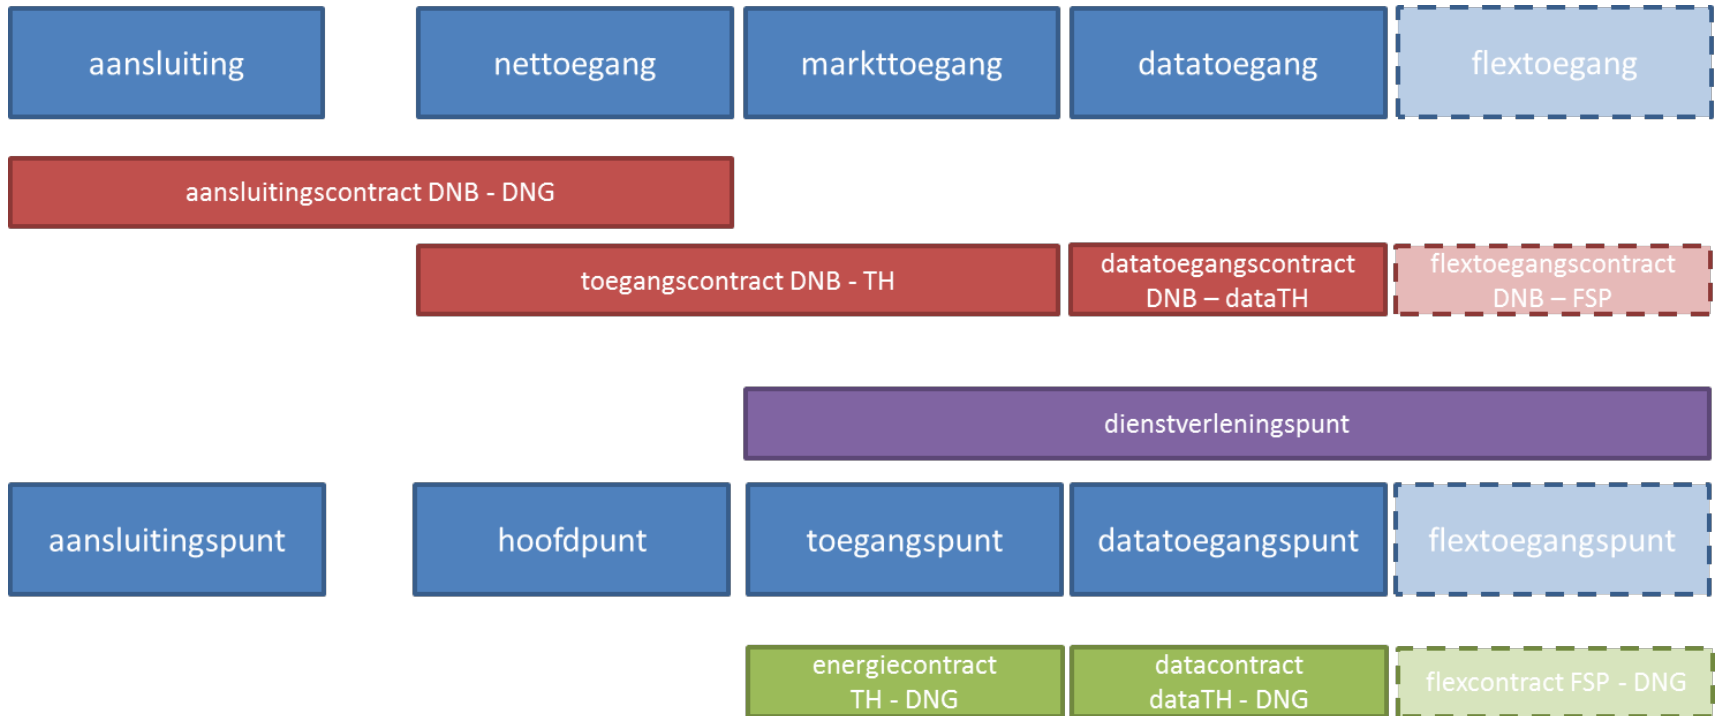 aansluiting
nettoegang
markttoegang
datatoegang
flextoegang
aansluitingscontract DNB - DNG
toegangscontract DNB - TH
datatoegangscontract
DNB – dataTH
flextoegangscontract
DNB – FSP
dienstverleningspunt
aansluitingspunt
hoofdpunt
toegangspunt
datatoegangspunt
flextoegangspunt
energiecontract
TH - DNG
datacontract
dataTH - DNG
flexcontract FSP - DNG